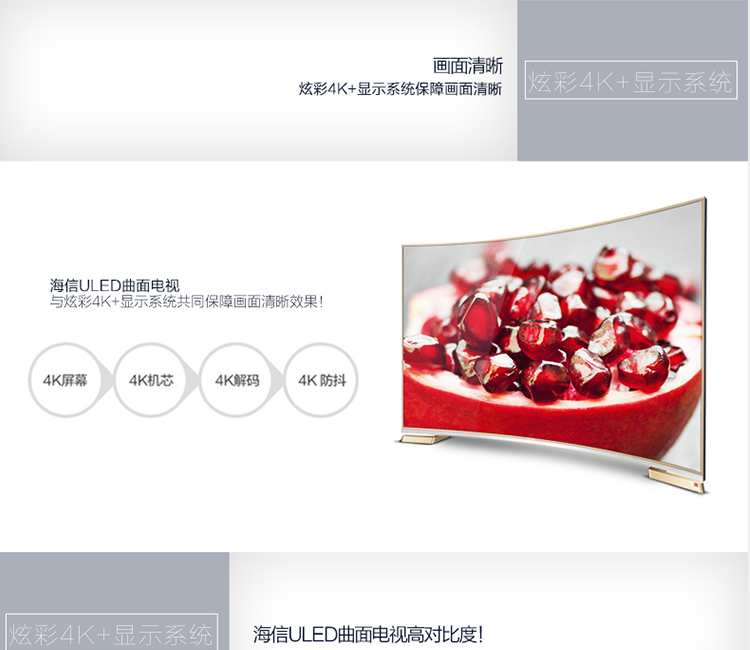 画面清晰
炫彩4K+显示系统保障画面清晰
炫彩4K+显示系统
海信ULED曲面电视
与炫彩4K+显示系统共同保障画面清晰效果!
4K屏幕
4K机芯
4K解码
4K 防抖
炫彩4K+显示系统
海信ULED曲面电视高对比度!